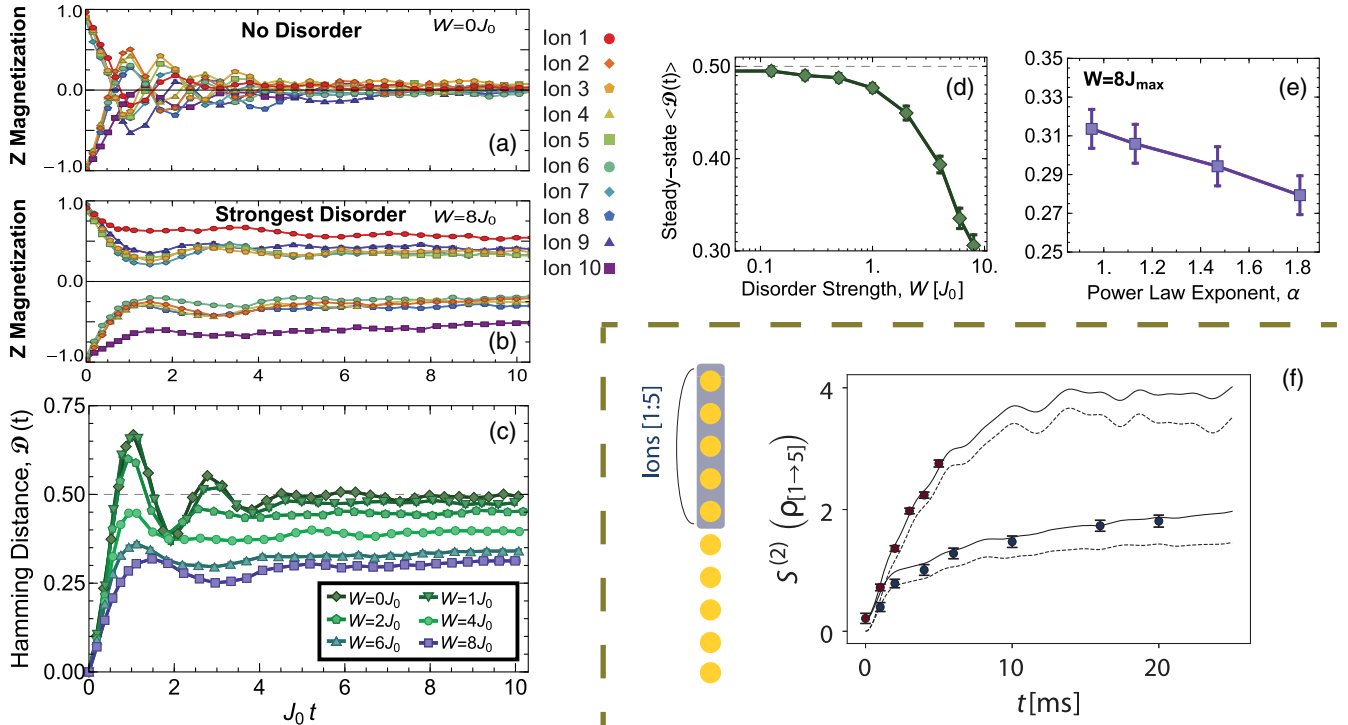 1.0
0.0
−1.0
Z Magnetization
No Disorder
W=0J₀
(a)
1.0
0.0
−1.0
Z Magnetization
Strongest Disorder
W=8J₀
(b)
0 2 4 6 8 10
Ion 1
Ion 2
Ion 3
Ion 4
Ion 5
Ion 6
Ion 7
Ion 8
Ion 9
Ion 10
0.75
0.50
0.25
0.00
Hamming Distance, 𝒟(t)
(c)
W=0J₀ W=1J₀
W=2J₀ W=4J₀
W=6J₀ W=8J₀
0 2 4 6 8 10
J₀ t
0.50
0.40
0.30
Steady−state <𝒟(t)>
(d)
0.1 1. 10.
Disorder Strength, W [J₀]
0.35
0.33
0.31
0.29
0.27
0.25
W=8Jmax
(e)
1. 1.2 1.4 1.6 1.8
Power Law Exponent, α
Ions [1:5]
4
2
0
S⁽²⁾ (ρ[1→5])
(f)
0 10 20
t [ms]